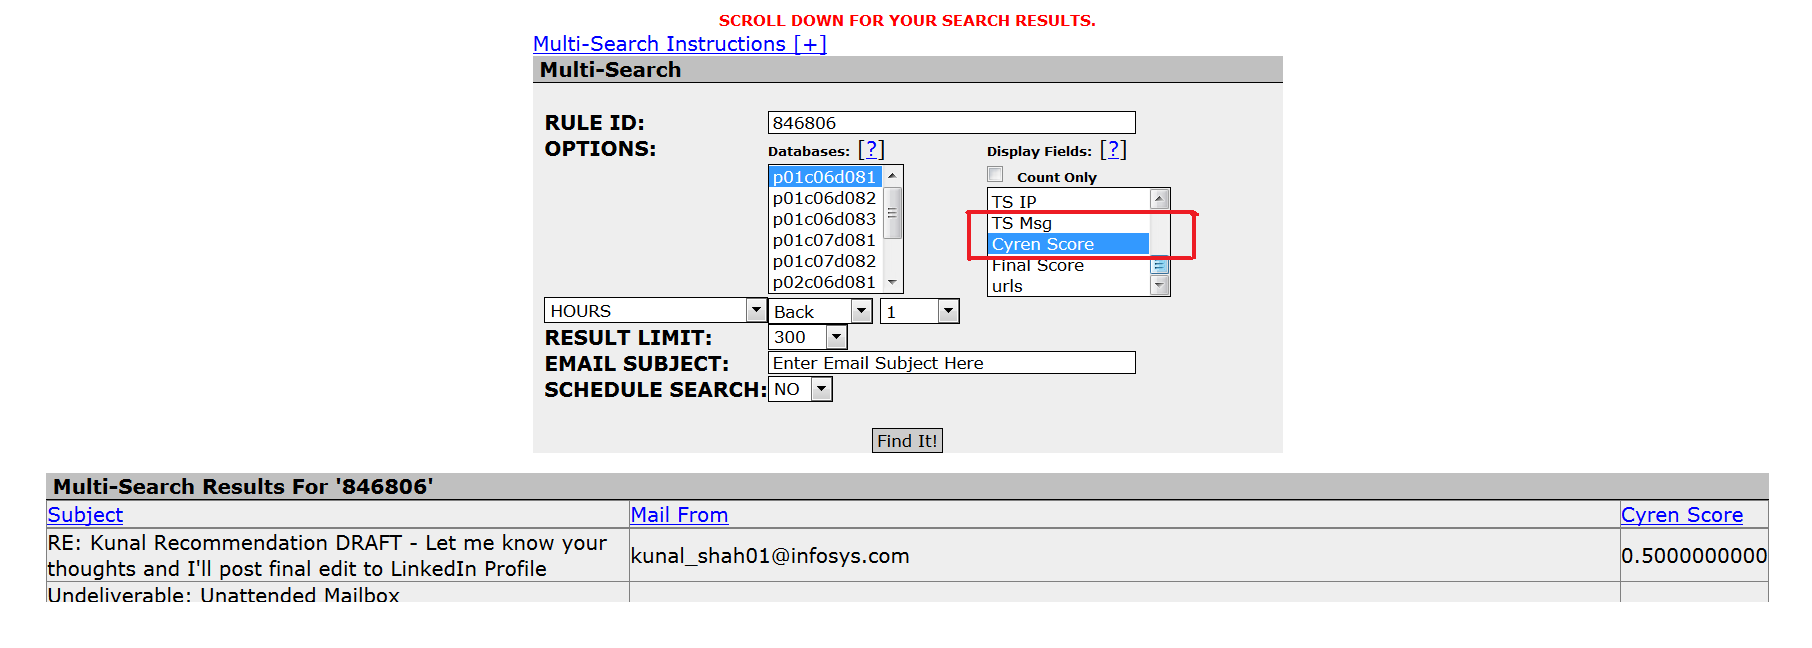 SCROLL DOWN FOR YOUR SEARCH RESULTS.
Multi-Search Instructions [+]
Multi-Search
RULE ID: 846806
OPTIONS: Databases: [?] Display Fields: [?]
Count Only
p01c06d081
p01c06d082
p01c06d083
p01c07d081
p01c07d082
p02c06d081
TS IP
TS Msg
Cyren Score
Final Score
urls
HOURS Back 1
RESULT LIMIT: 300
EMAIL SUBJECT: Enter Email Subject Here
SCHEDULE SEARCH: NO
Find It!
Multi-Search Results For '846806'
Subject Mail From Cyren Score
RE: Kunal Recommendation DRAFT - Let me know your
thoughts and I'll post final edit to LinkedIn Profile
kunal_shah01@infosys.com
0.5000000000
Undeliverable: Unattended Mailbox